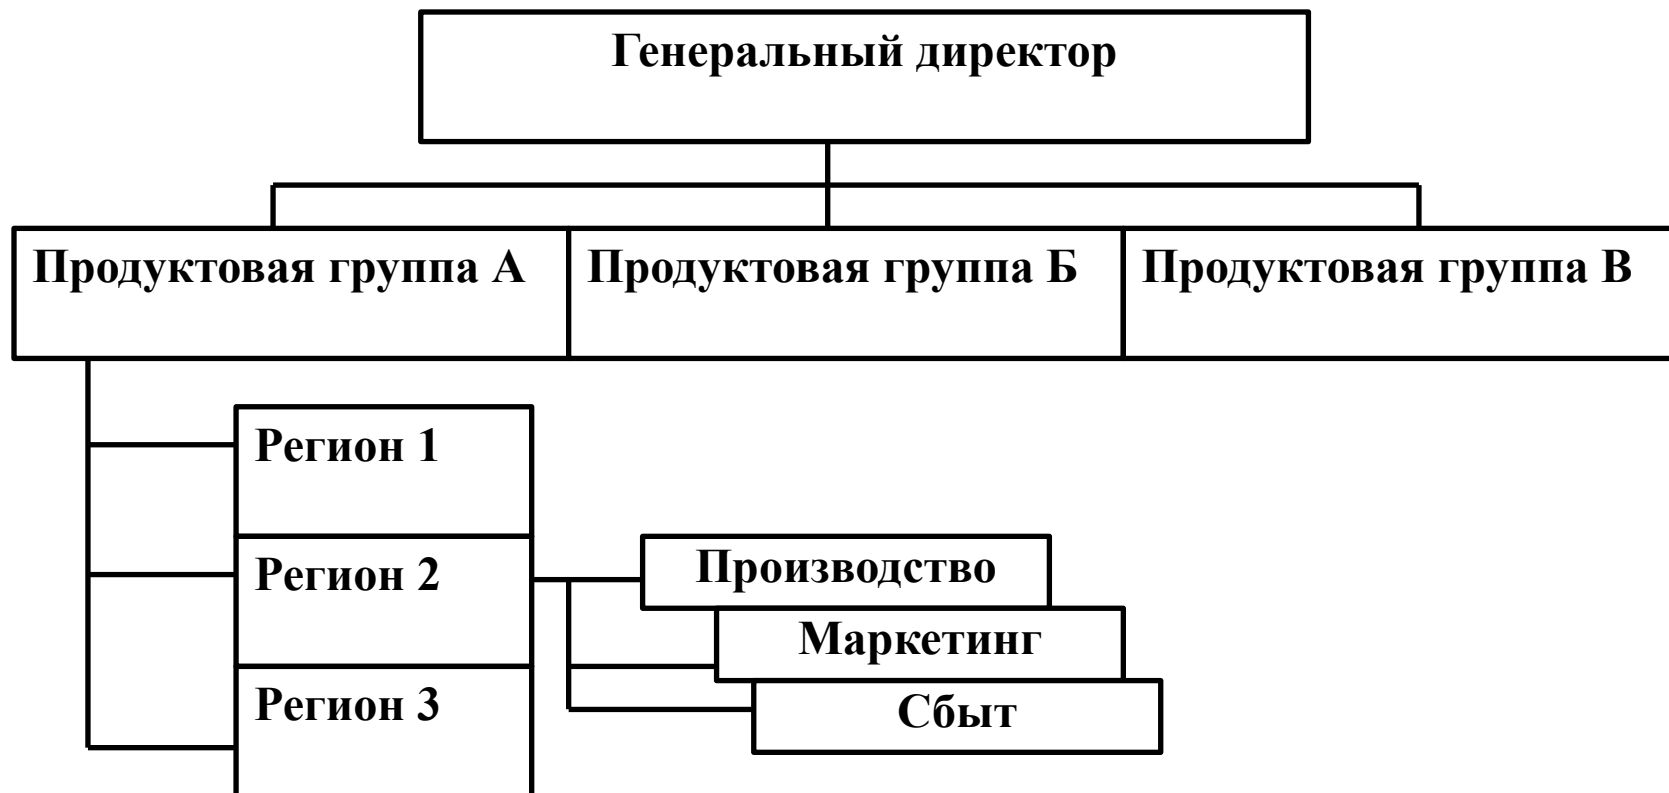 Генеральный директор
Продуктовая группа А
Продуктовая группа Б
Продуктовая группа В
Регион 1
Регион 2
Регион 3
Производство
Маркетинг
Сбыт